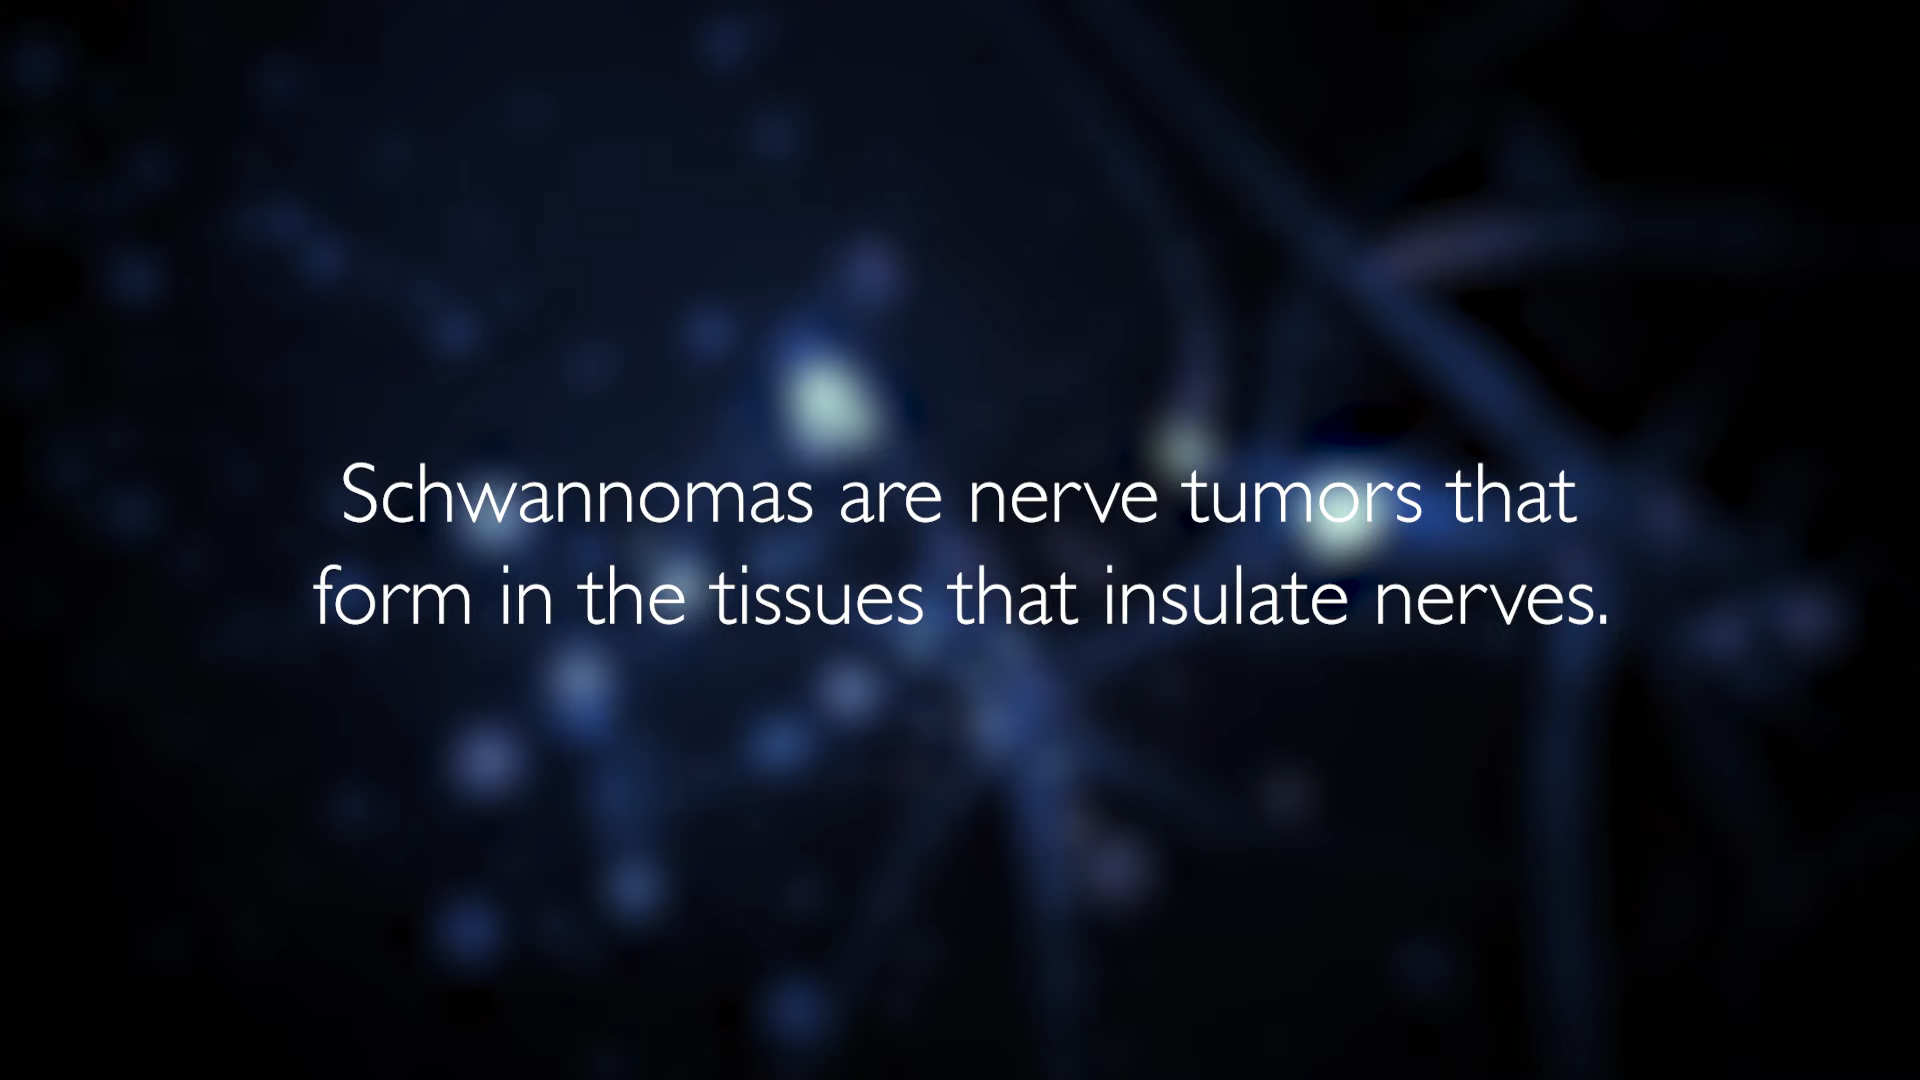 Schwannomas are nerve tumors that
form in the tissues that insulate nerves.